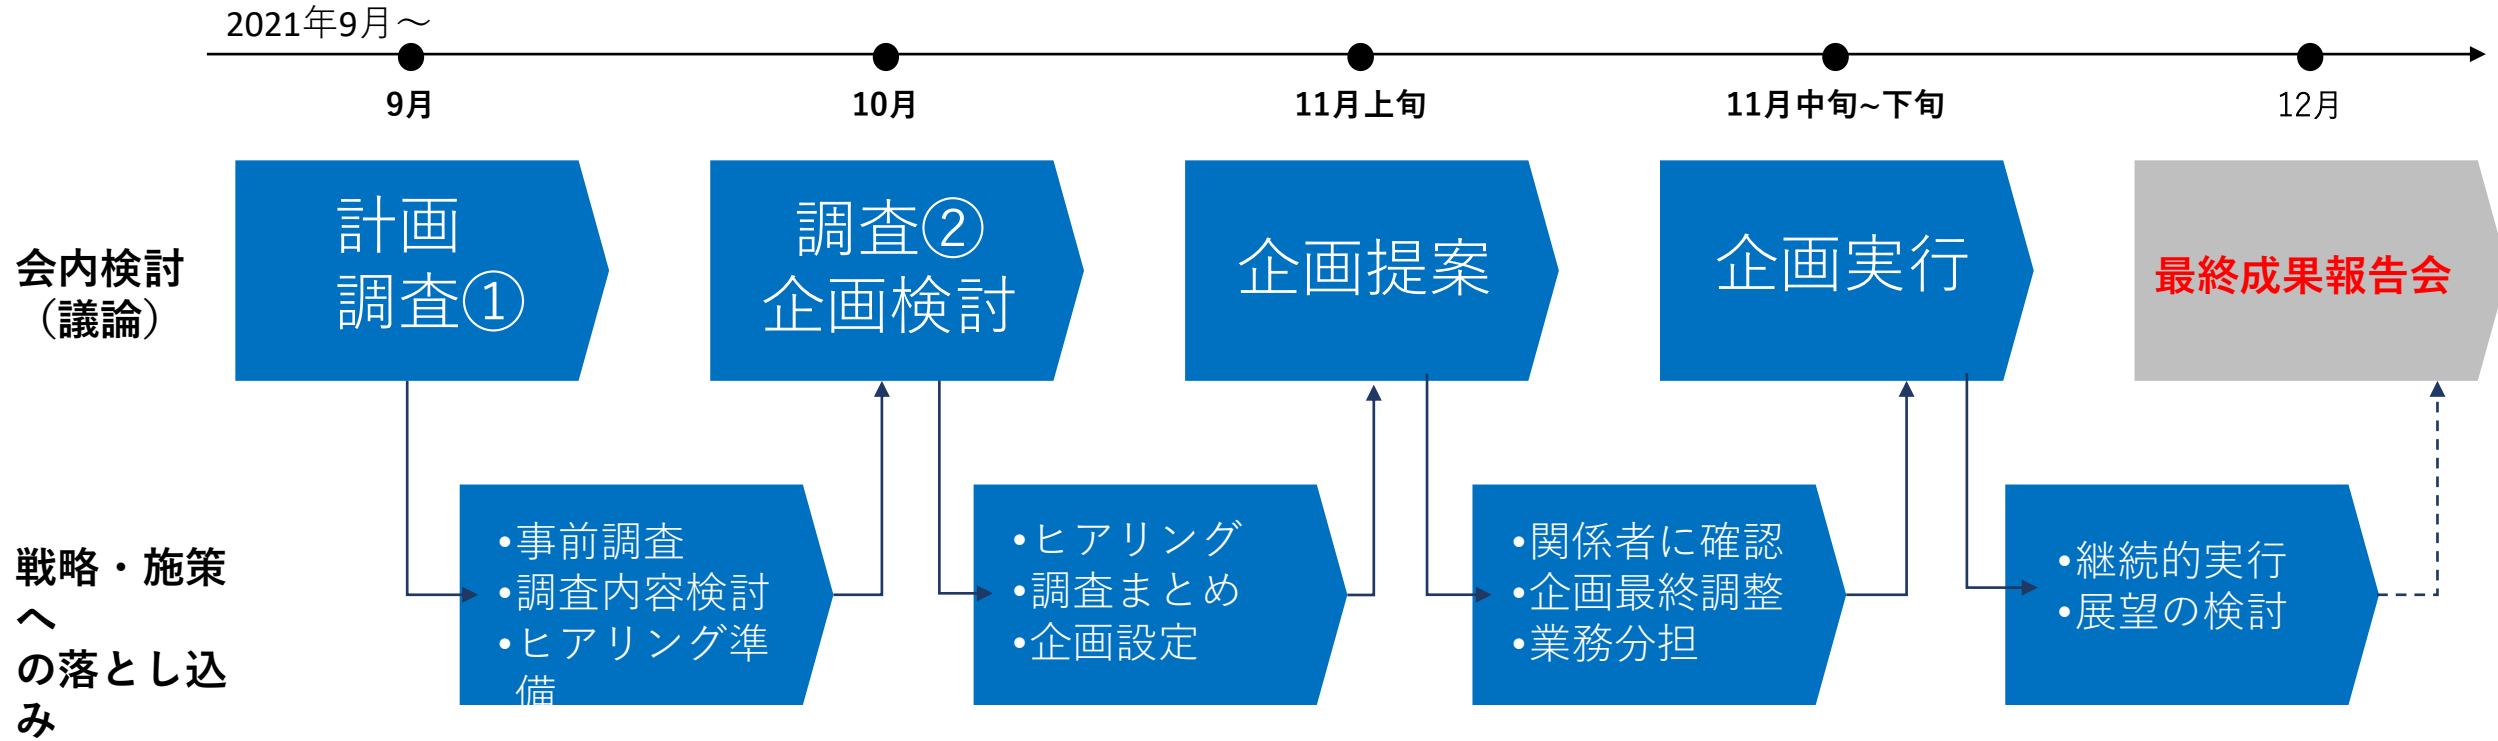 2021年9月～
9月
10月
11月上旬
11月中旬~下旬
12月
会内検討
（議論）
計画
調査①
調査②
企画検討
企画提案
企画実行
最終成果報告会
戦略・施策
へ
の落とし込
み
•事前調査
•調査内容検討
•ヒアリング準
備
•ヒアリング
•調査まとめ
•企画設定
•関係者に確認
•企画最終調整
•業務分担
•継続的な実行
•展望の検討